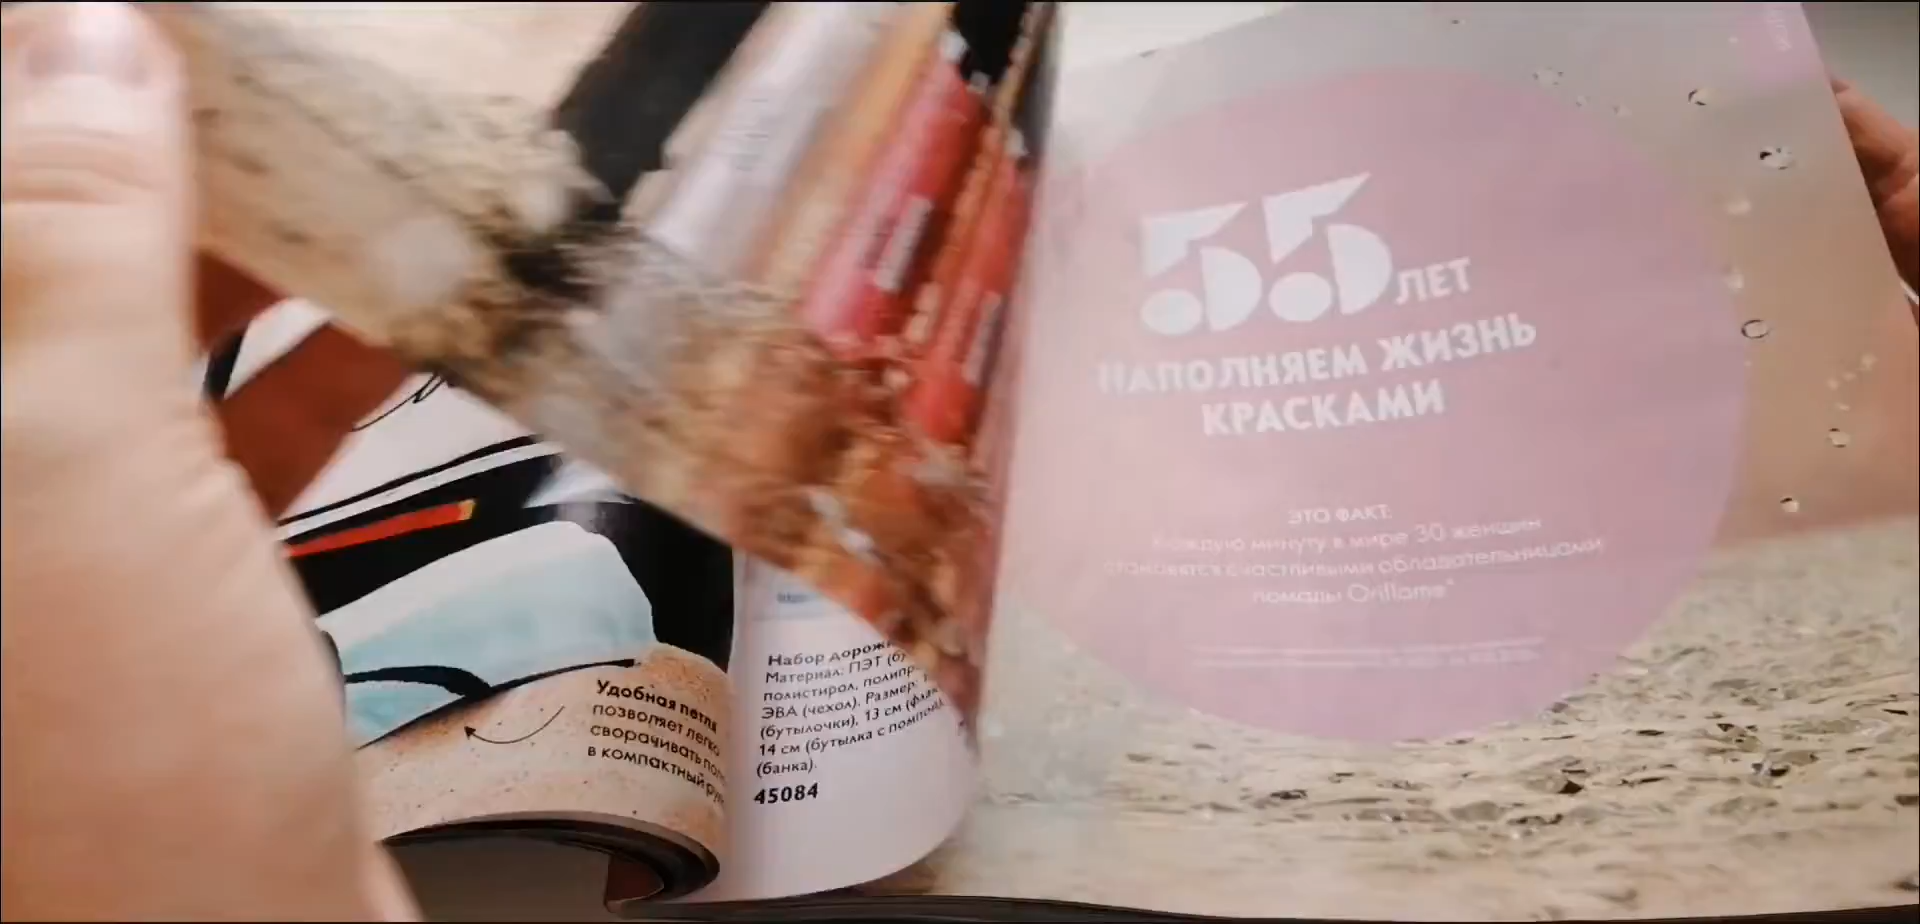 Удобная петля
позволяет легко
сворачивать
в компактный
Набор дорож
Материал: ПЭТ (б
полистирол, полипр
ЭВА (чехол). Размер:
(бутылочки), 13 см (фла
14 см (бутылка с помпой),
(банка).
45084
55 ЛЕТ
НАПОЛНЯЕМ ЖИЗНЬ
КРАСКАМИ
ЭТО ФАКТ:
Каждую минуту в мире 30 женщин
становятся счастливыми обладательницами
помады Oriflame*